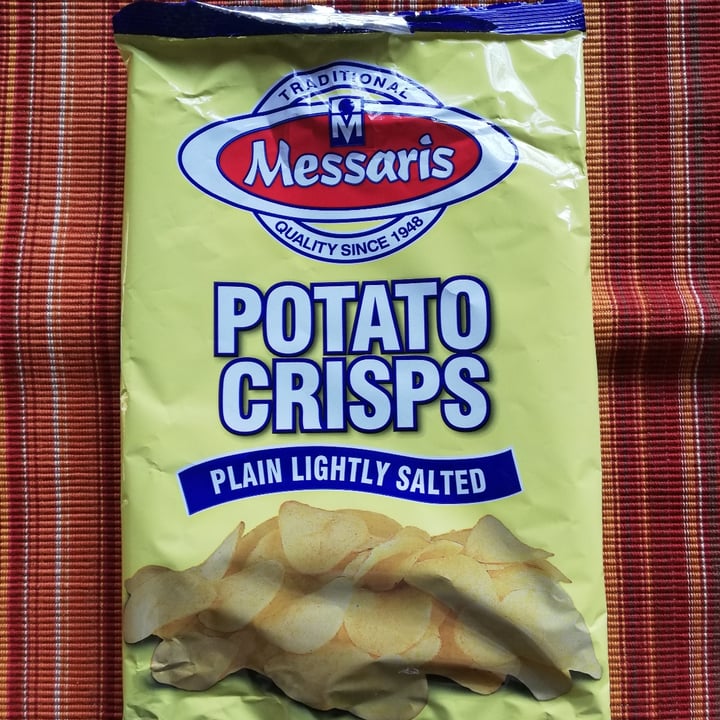 TRADITIONAL
M
Messaris
QUALITY SINCE 1948
POTATO
CRISPS
PLAIN LIGHTLY SALTED